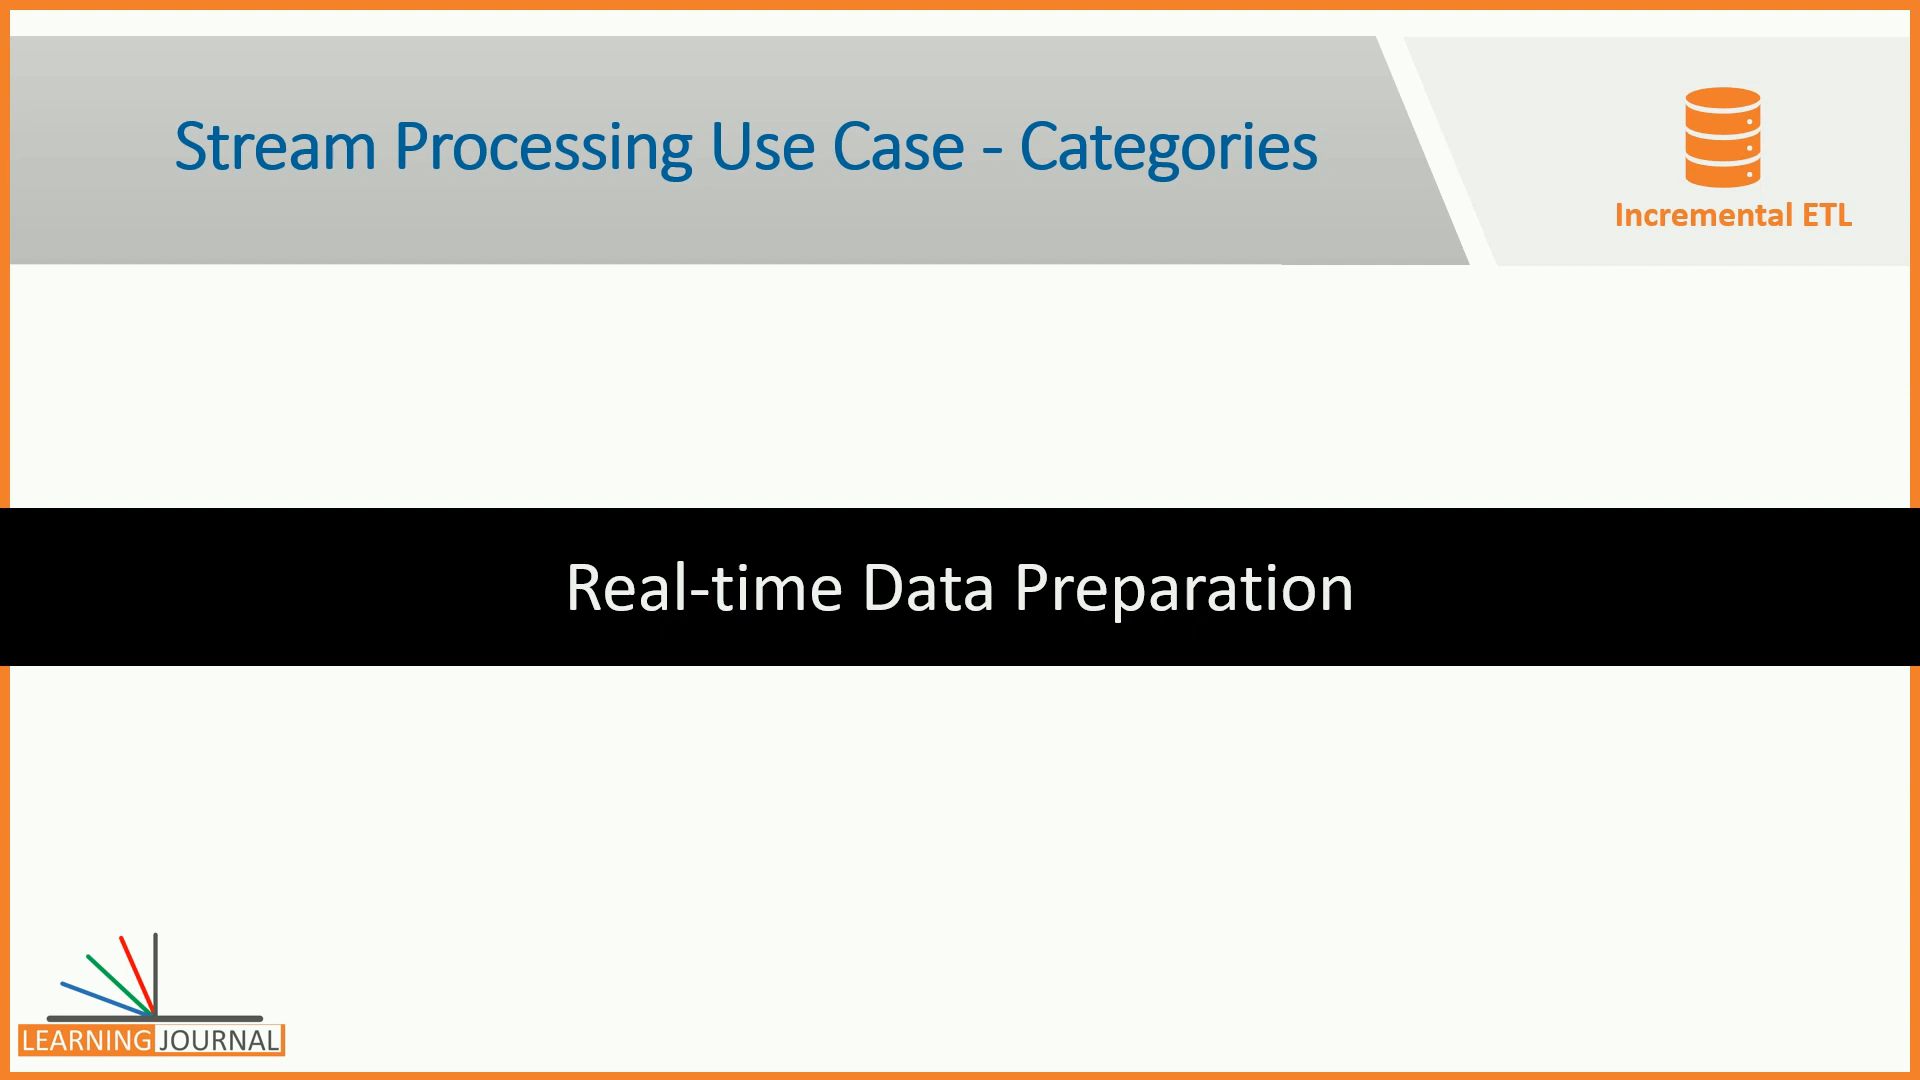 Stream Processing Use Case - Categories
Incremental ETL
Real-time Data Preparation
LEARNING JOURNAL